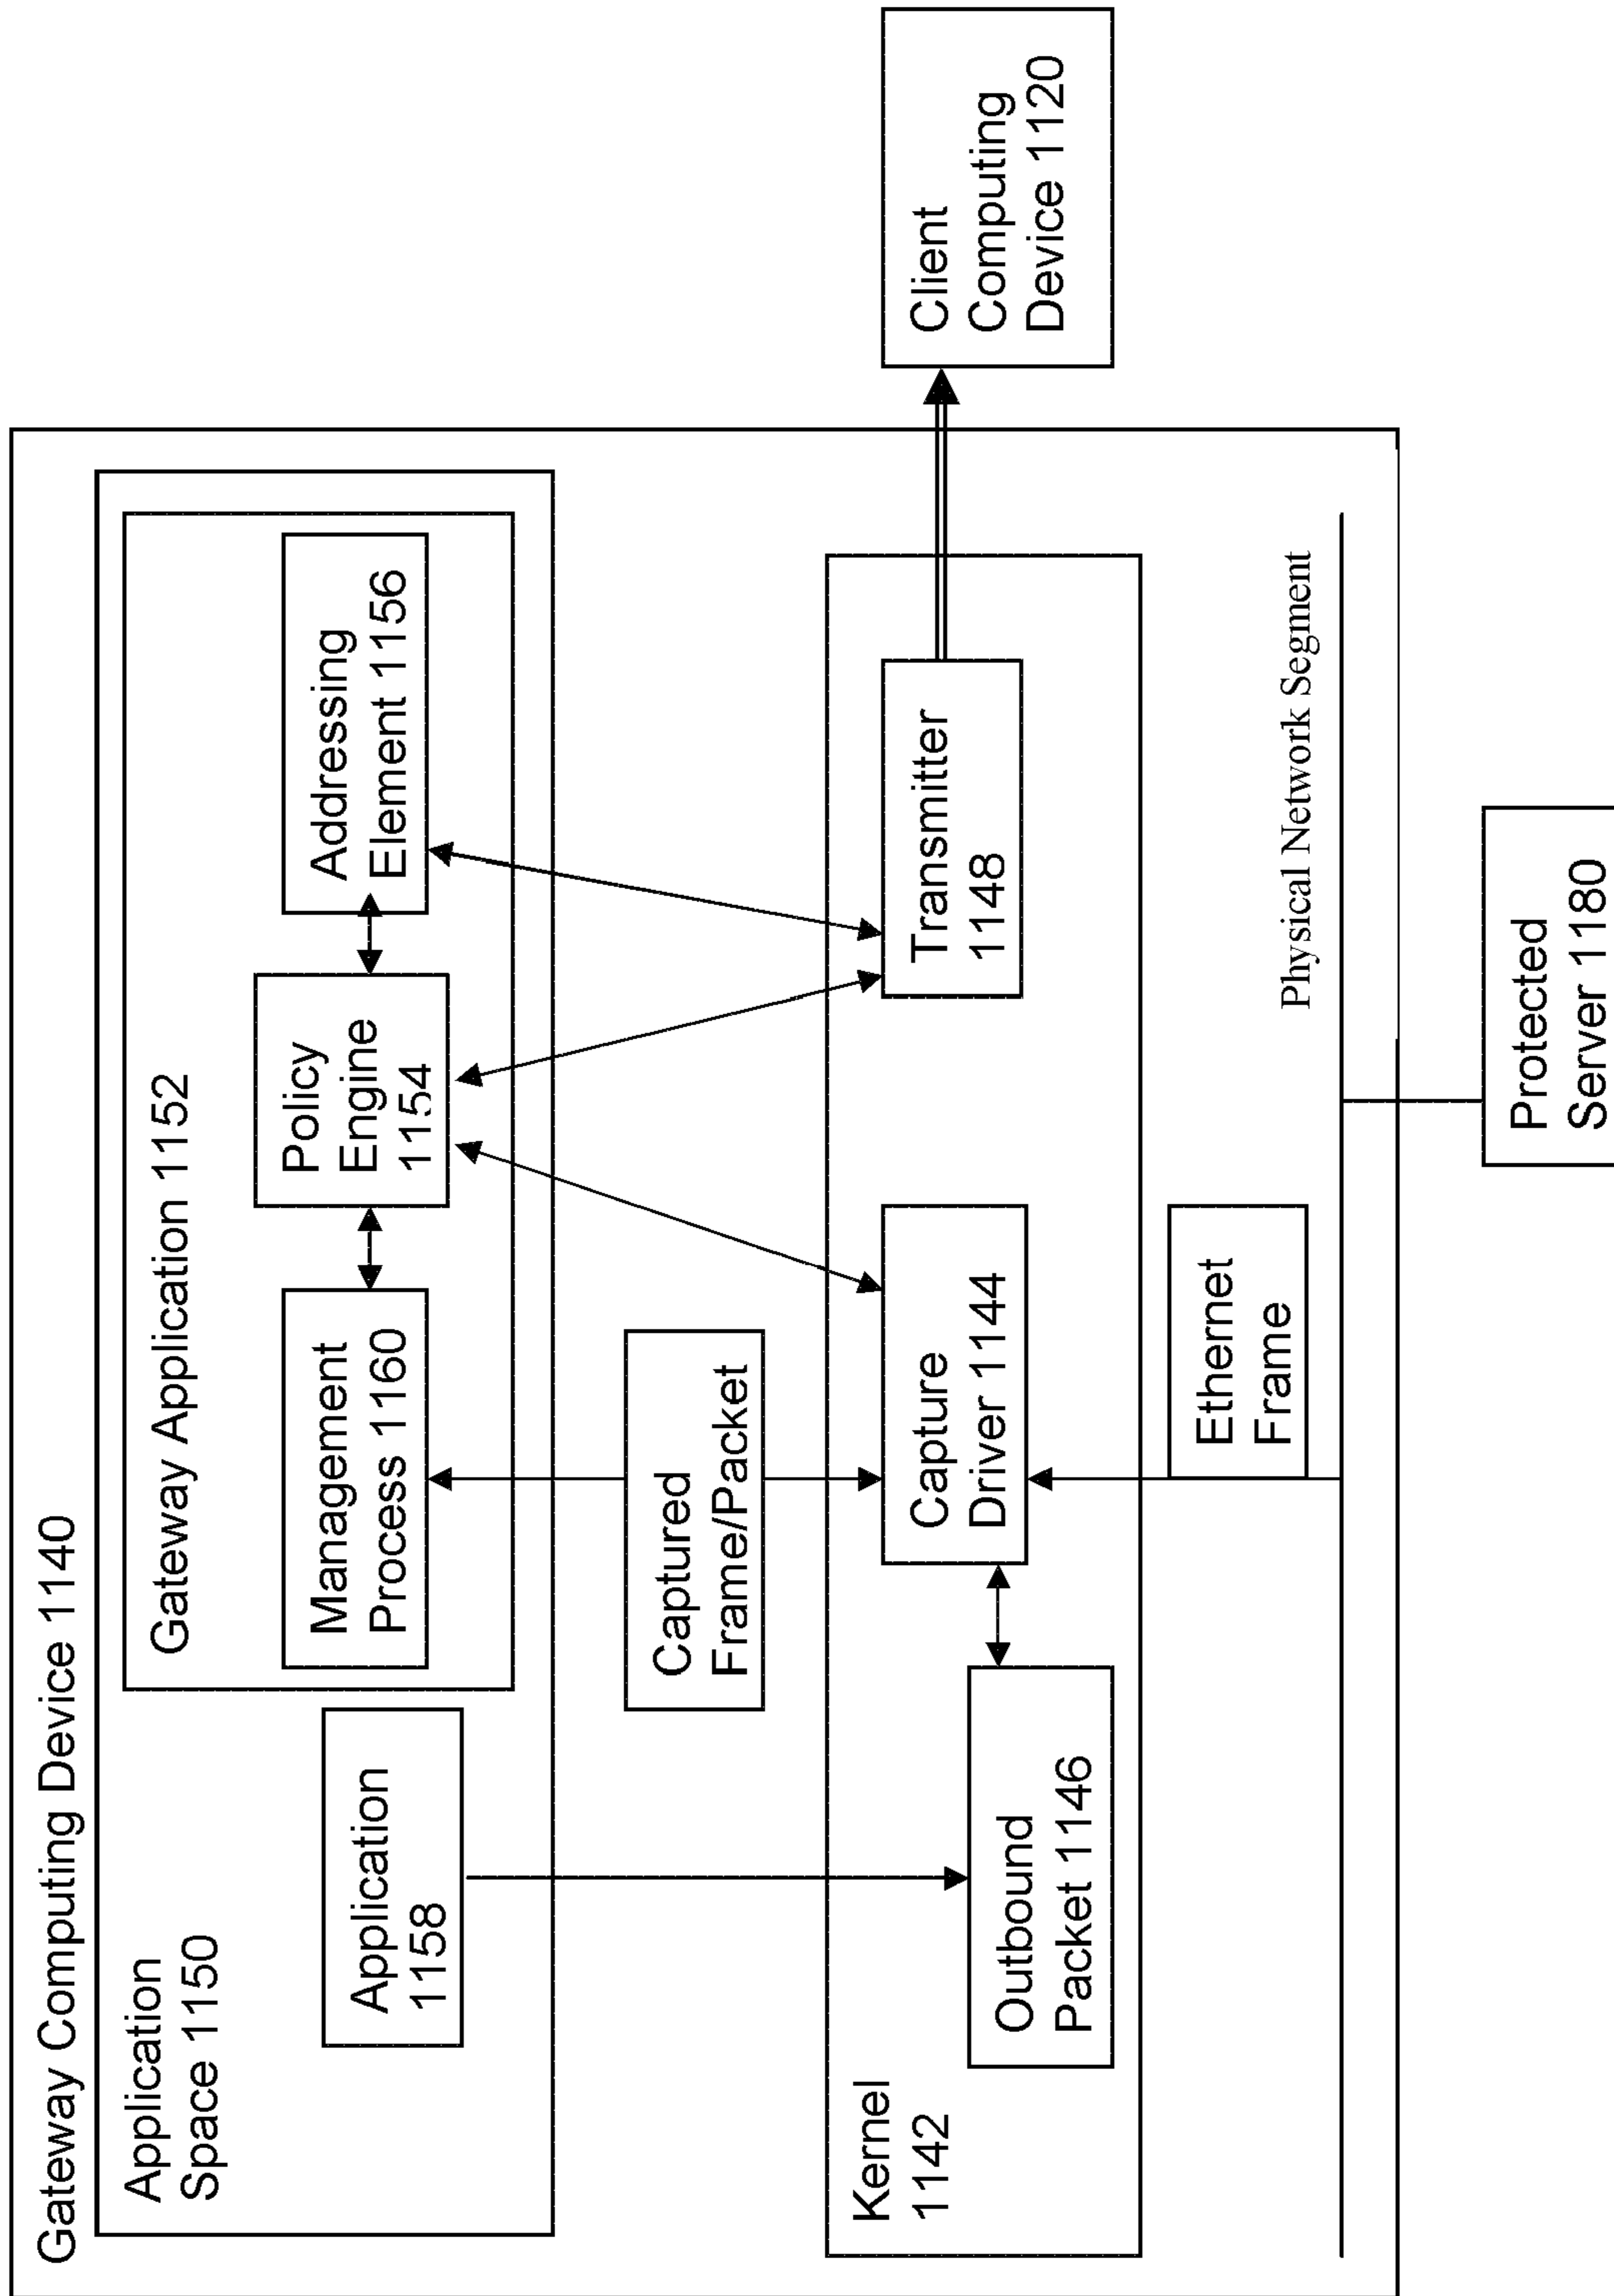 Gateway Computing Device 1140
Application
Space 1150
Gateway Application 1152
Application
1158
Management
Process 1160
Policy
Engine
1154
Addressing
Element 1156
Captured
Frame/Packet
Kernel
1142
Outbound
Packet 1146
Capture
Driver 1144
Transmitter
1148
Client
Computing
Device 1120
Ethernet
Frame
Physical Network Segment
Protected
Server 1180